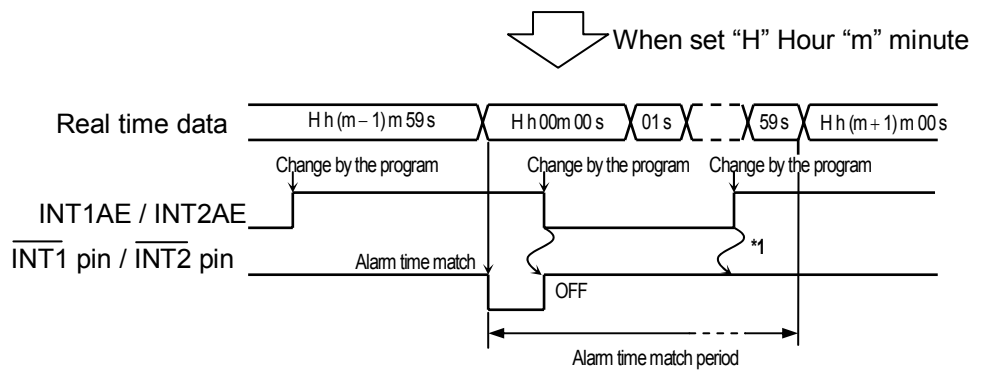 When set “H” Hour “m” minute
Real time data
H h (m − 1) m 59 s
H h 00m 00 s
01 s
59 s
H h (m + 1) m 00 s
Change by the program
Change by the program
Change by the program
INT1AE / INT2AE
INT1 pin / INT2 pin
Alarm time match
*1
OFF
Alarm time match period